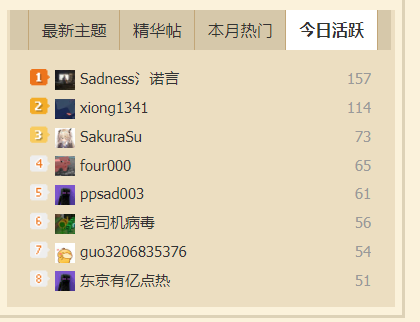 最新主题 精华帖 本月热门 今日活跃
1 Sadness氵诺言 157
2 xiong1341 114
3 SakuraSu 73
4 four000 65
5 ppsad003 61
6 老司机病毒 56
7 guo3206835376 54
8 东京有亿点热 51